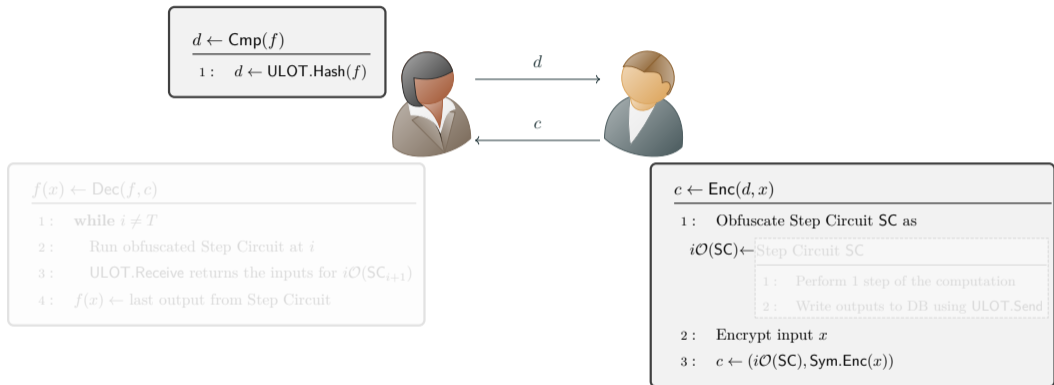 d ← Cmp(f)
1 : d ← ULOT.Hash(f)
d
c
f(x) ← Dec(f, c)
1 : while i ≠ T
2 : Run obfuscated Step Circuit at i
3 : ULOT.Receive returns the inputs for iO(SC_{i+1})
4 : f(x) ← last output from Step Circuit
c ← Enc(d, x)
1 : Obfuscate Step Circuit SC as
iO(SC)← Step Circuit SC
1 : Perform 1 step of the computation
2 : Write outputs to DB using ULOT.Send
2 : Encrypt input x
3 : c ← (iO(SC), Sym.Enc(x))